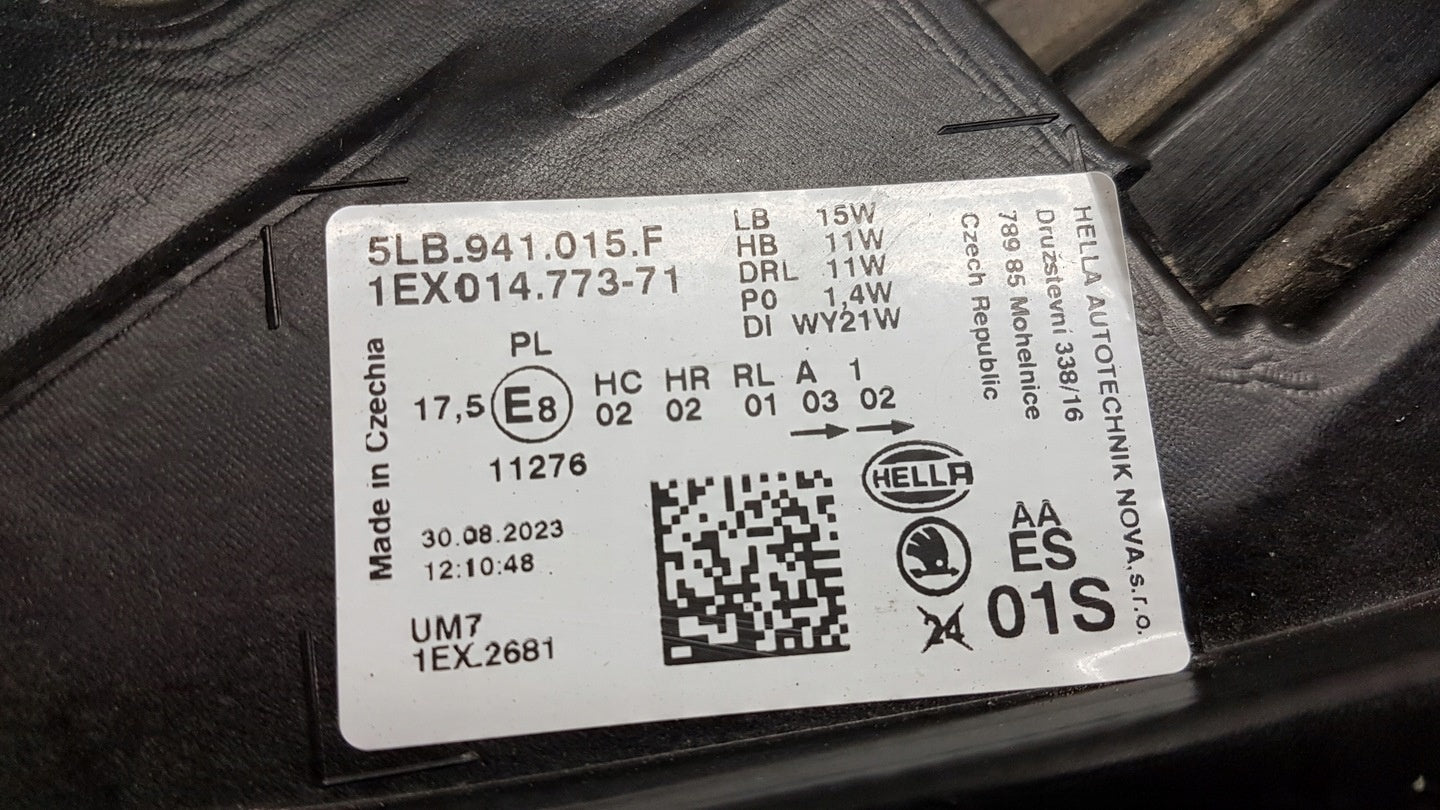 5LB.941.015.F
1EX014.773-71
LB 15W
HB 11W
DRL 11W
Po 1,4W
DI WY21W
HELLA AUTOTECHNIK NOVA,s.r.o.
Družstevní 338/16
789 85 Mohelnice
Czech Republic
Made in Czechia
PL
17,5 E8 HC HR RL A 1
02 02 01 03 02
11276
30.08.2023
12:10:48
UM7
1EX.2681
HELLA
AA
ES
01S
24